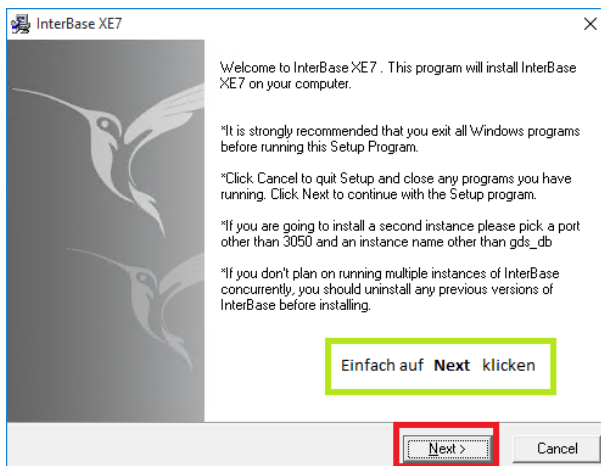 InterBase XE7
Welcome to InterBase XE7 . This program will install InterBase
XE7 on your computer.
*It is strongly recommended that you exit all Windows programs
before running this Setup Program.
*Click Cancel to quit Setup and close any programs you have
running. Click Next to continue with the Setup program.
*If you are going to install a second instance please pick a port
other than 3050 and an instance name other than gds_db
*If you don't plan on running multiple instances of InterBase
concurrently, you should uninstall any previous versions of
InterBase before installing.
Einfach auf Next klicken
Next >
Cancel